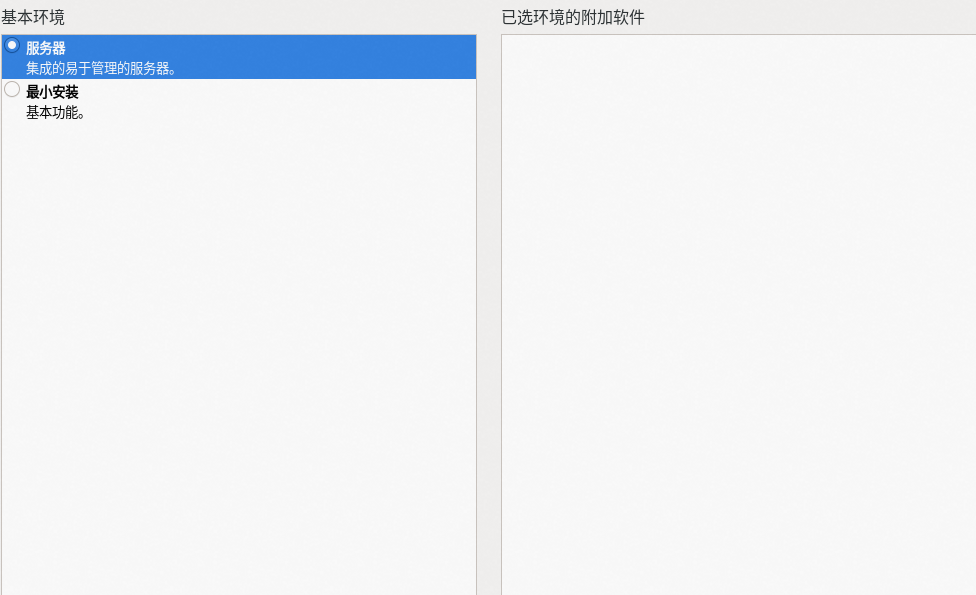 基本环境
服务器
集成的易于管理的服务器。
最小安装
基本功能。
已选环境的附加软件